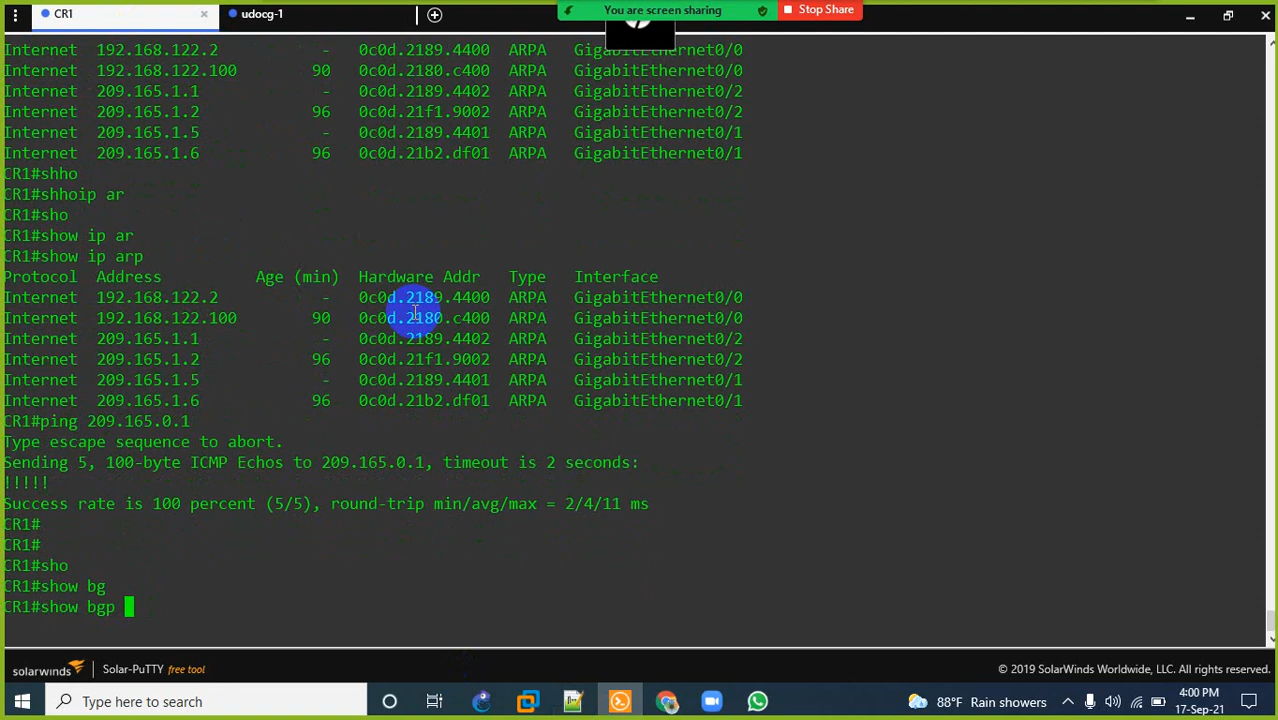 CR1
udocg-1
You are screen sharing
Stop Share
Internet  192.168.122.2           -   0c0d.2189.4400  ARPA   GigabitEthernet0/0
Internet  192.168.122.100        90   0c0d.2180.c400  ARPA   GigabitEthernet0/0
Internet  209.165.1.1             -   0c0d.2189.4402  ARPA   GigabitEthernet0/2
Internet  209.165.1.2            96   0c0d.21f1.9002  ARPA   GigabitEthernet0/2
Internet  209.165.1.5             -   0c0d.2189.4401  ARPA   GigabitEthernet0/1
Internet  209.165.1.6            96   0c0d.21b2.df01  ARPA   GigabitEthernet0/1
CR1#shho
CR1#shhoip ar
CR1#sho
CR1#show ip ar
CR1#show ip arp
Protocol  Address          Age (min)  Hardware Addr   Type   Interface
Internet  192.168.122.2           -   0c0d.2189.4400  ARPA   GigabitEthernet0/0
Internet  192.168.122.100        90   0c0d.2180.c400  ARPA   GigabitEthernet0/0
Internet  209.165.1.1             -   0c0d.2189.4402  ARPA   GigabitEthernet0/2
Internet  209.165.1.2            96   0c0d.21f1.9002  ARPA   GigabitEthernet0/2
Internet  209.165.1.5             -   0c0d.2189.4401  ARPA   GigabitEthernet0/1
Internet  209.165.1.6            96   0c0d.21b2.df01  ARPA   GigabitEthernet0/1
CR1#ping 209.165.0.1
Type escape sequence to abort.
Sending 5, 100-byte ICMP Echos to 209.165.0.1, timeout is 2 seconds:
!!!!!
Success rate is 100 percent (5/5), round-trip min/avg/max = 2/4/11 ms
CR1#
CR1#
CR1#sho
CR1#show bg
CR1#show bgp
solarwinds
Solar-PuTTY free tool
© 2019 SolarWinds Worldwide, LLC. All rights reserved.
Type here to search
88°F Rain showers
4:00 PM
17-Sep-21